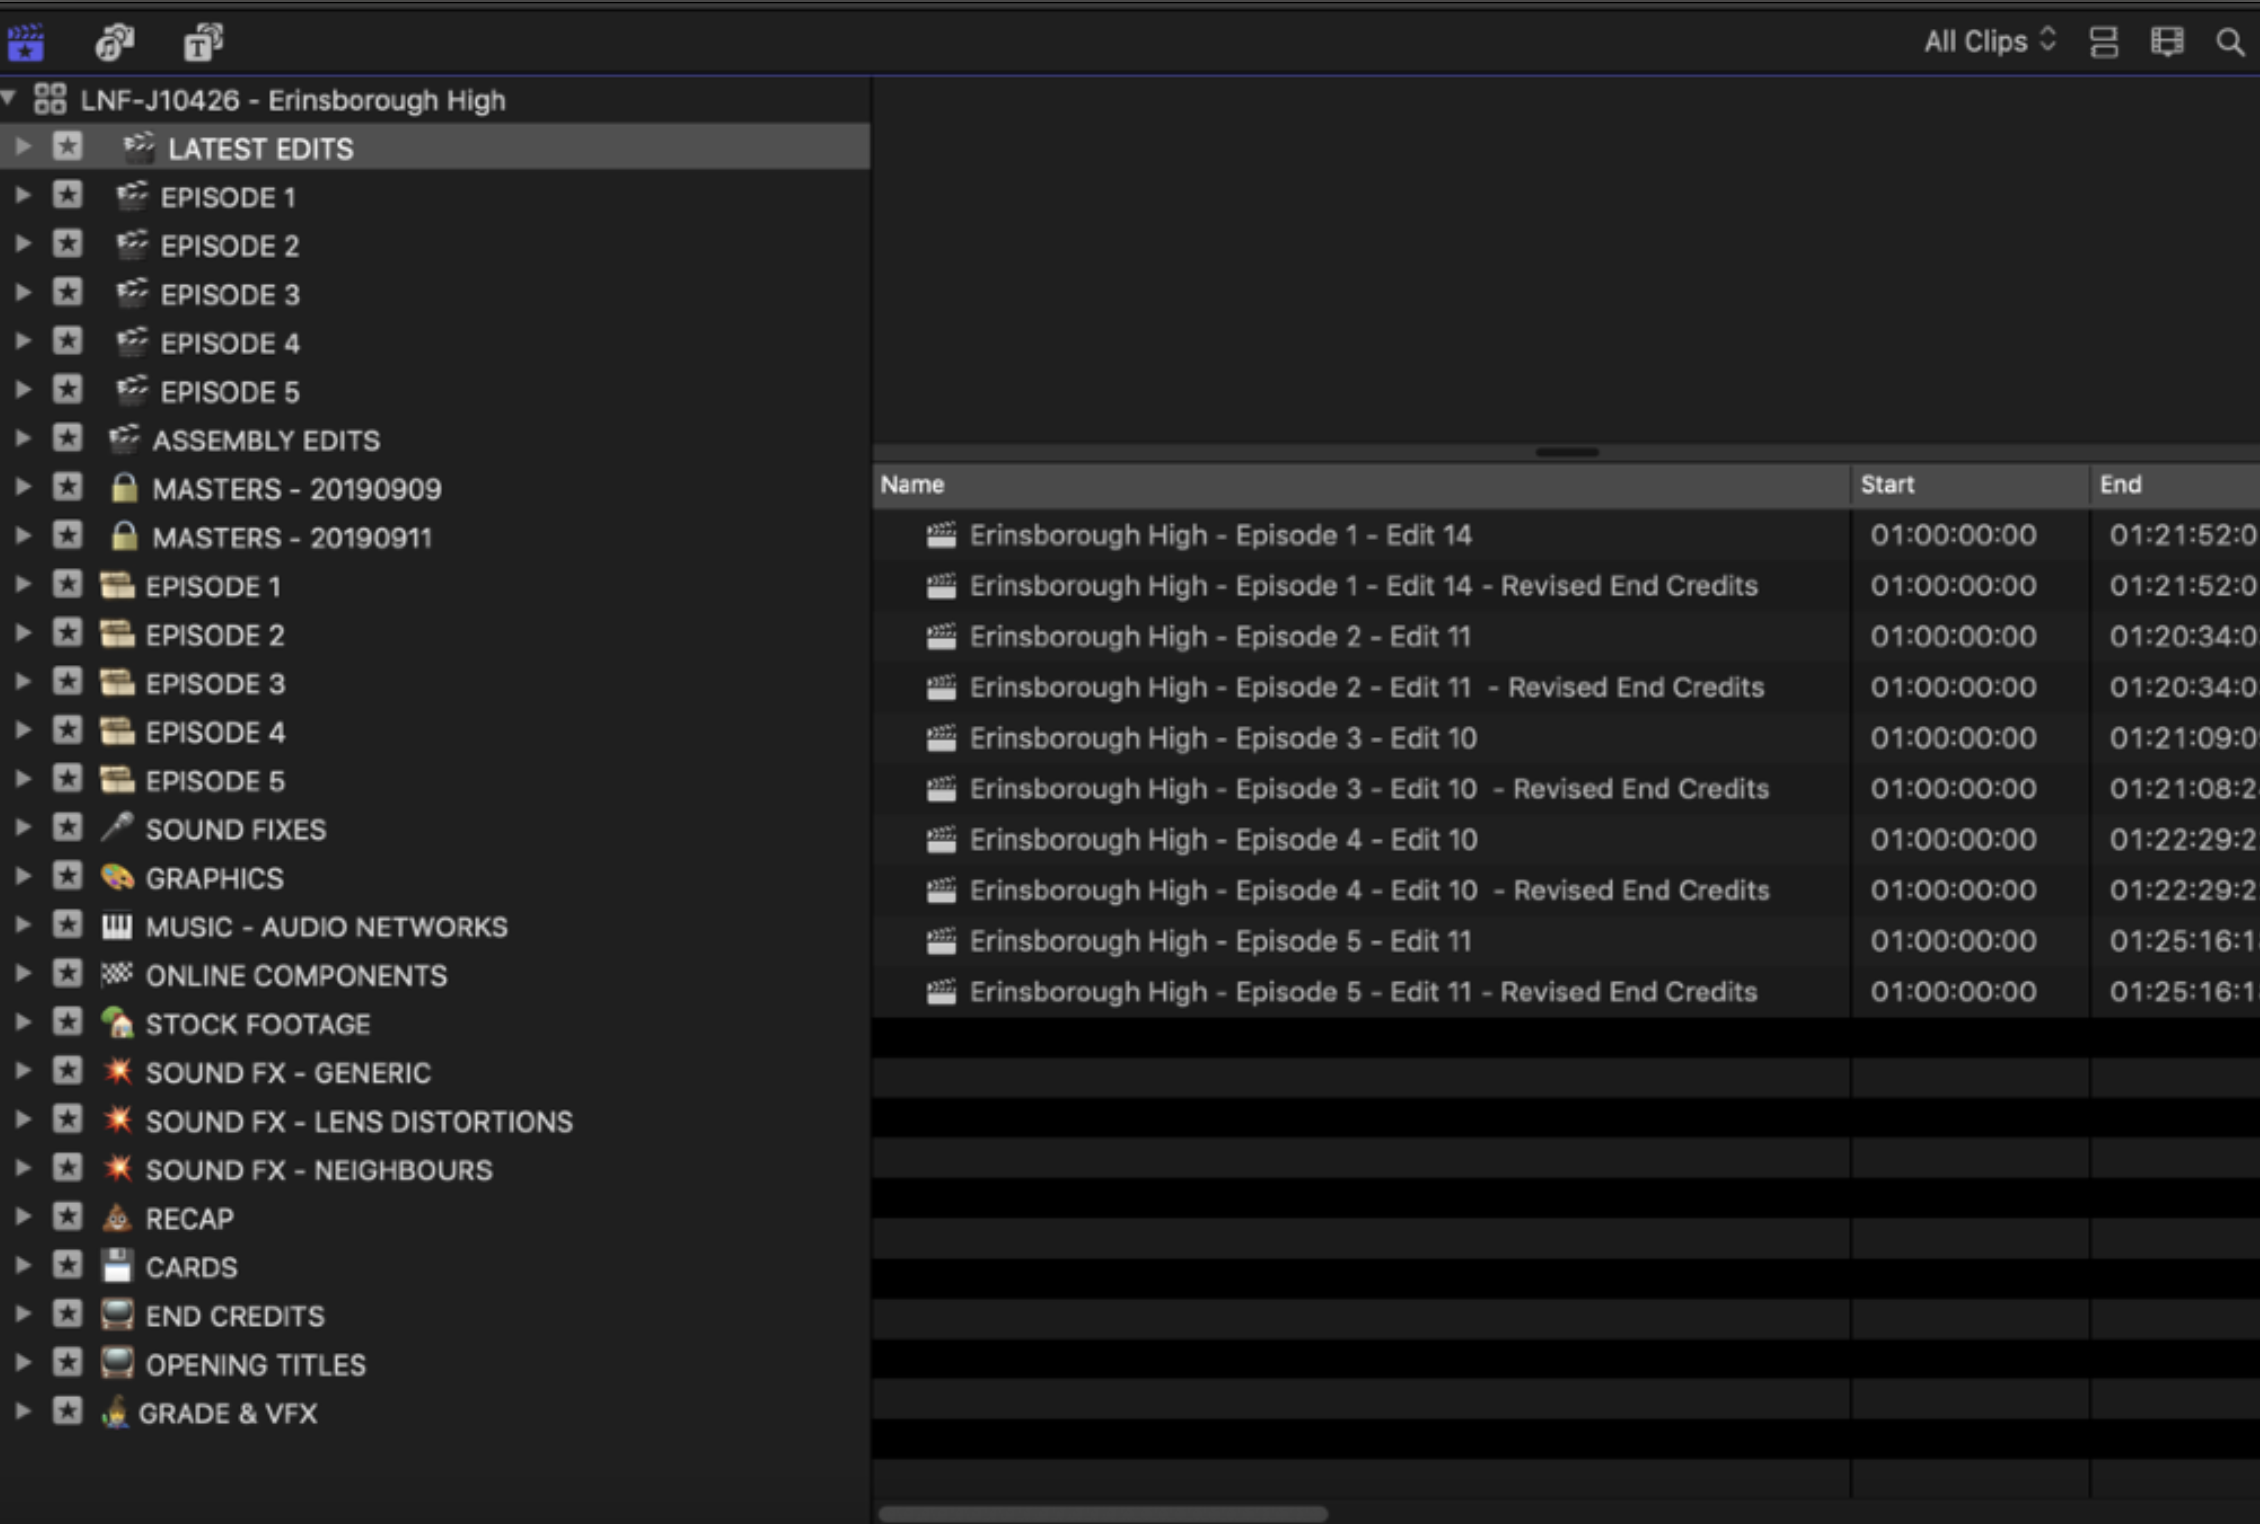 All Clips
LNF-J10426 - Erinsborough High
LATEST EDITS
EPISODE 1
EPISODE 2
EPISODE 3
EPISODE 4
EPISODE 5
ASSEMBLY EDITS
MASTERS - 20190909
MASTERS - 20190911
EPISODE 1
EPISODE 2
EPISODE 3
EPISODE 4
EPISODE 5
SOUND FIXES
GRAPHICS
MUSIC - AUDIO NETWORKS
ONLINE COMPONENTS
STOCK FOOTAGE
SOUND FX - GENERIC
SOUND FX - LENS DISTORTIONS
SOUND FX - NEIGHBOURS
RECAP
CARDS
END CREDITS
OPENING TITLES
GRADE & VFX
Name Start End
Erinsborough High - Episode 1 - Edit 14 01:00:00:00 01:21:52:0
Erinsborough High - Episode 1 - Edit 14 - Revised End Credits 01:00:00:00 01:21:52:0
Erinsborough High - Episode 2 - Edit 11 01:00:00:00 01:20:34:0
Erinsborough High - Episode 2 - Edit 11  - Revised End Credits 01:00:00:00 01:20:34:0
Erinsborough High - Episode 3 - Edit 10 01:00:00:00 01:21:09:0
Erinsborough High - Episode 3 - Edit 10  - Revised End Credits 01:00:00:00 01:21:08:2
Erinsborough High - Episode 4 - Edit 10 01:00:00:00 01:22:29:2
Erinsborough High - Episode 4 - Edit 10  - Revised End Credits 01:00:00:00 01:22:29:2
Erinsborough High - Episode 5 - Edit 11 01:00:00:00 01:25:16:1
Erinsborough High - Episode 5 - Edit 11 - Revised End Credits 01:00:00:00 01:25:16:1